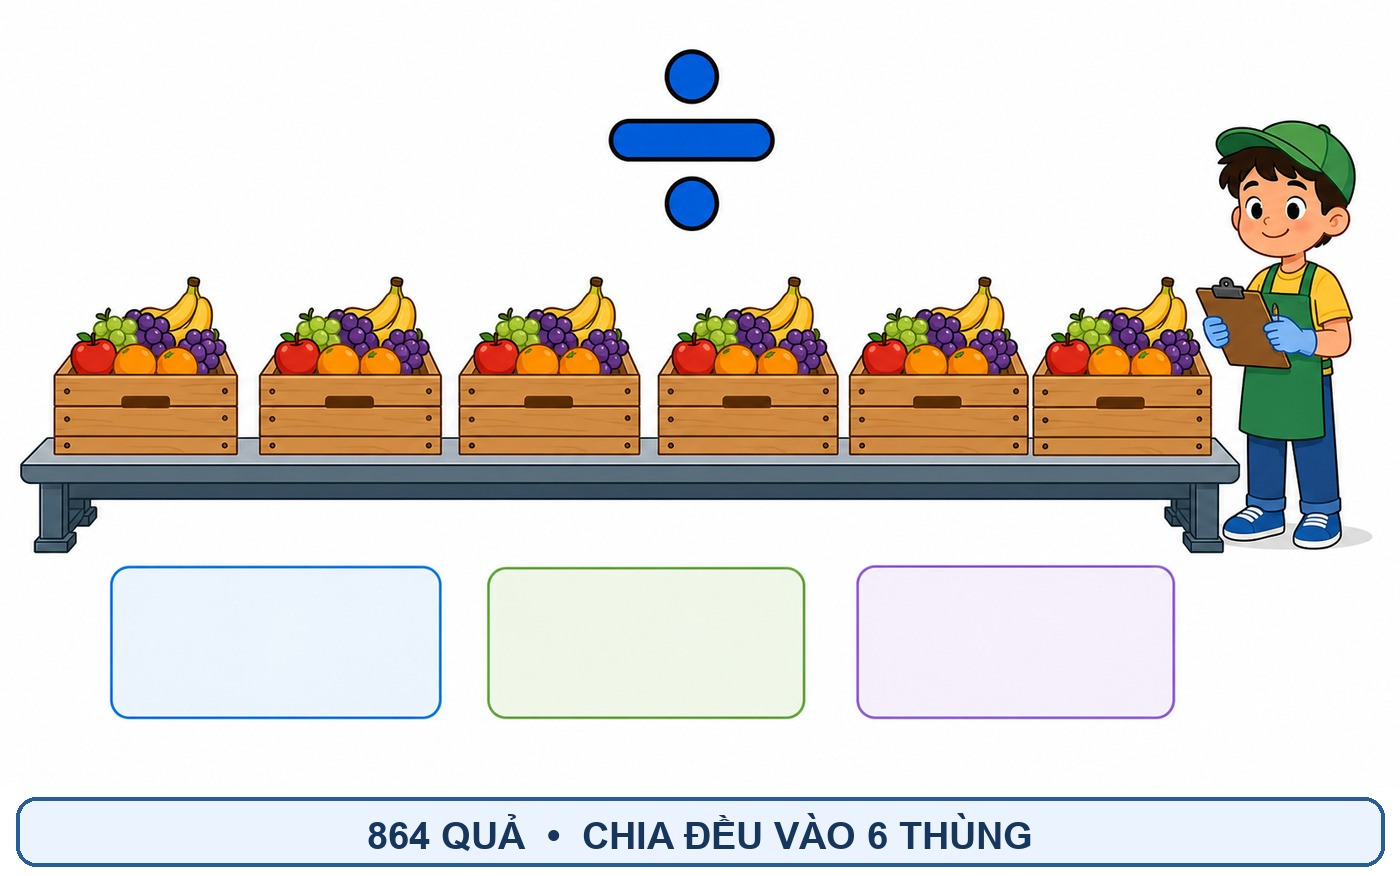 864 QUẢ • CHIA ĐỀU VÀO 6 THÙNG